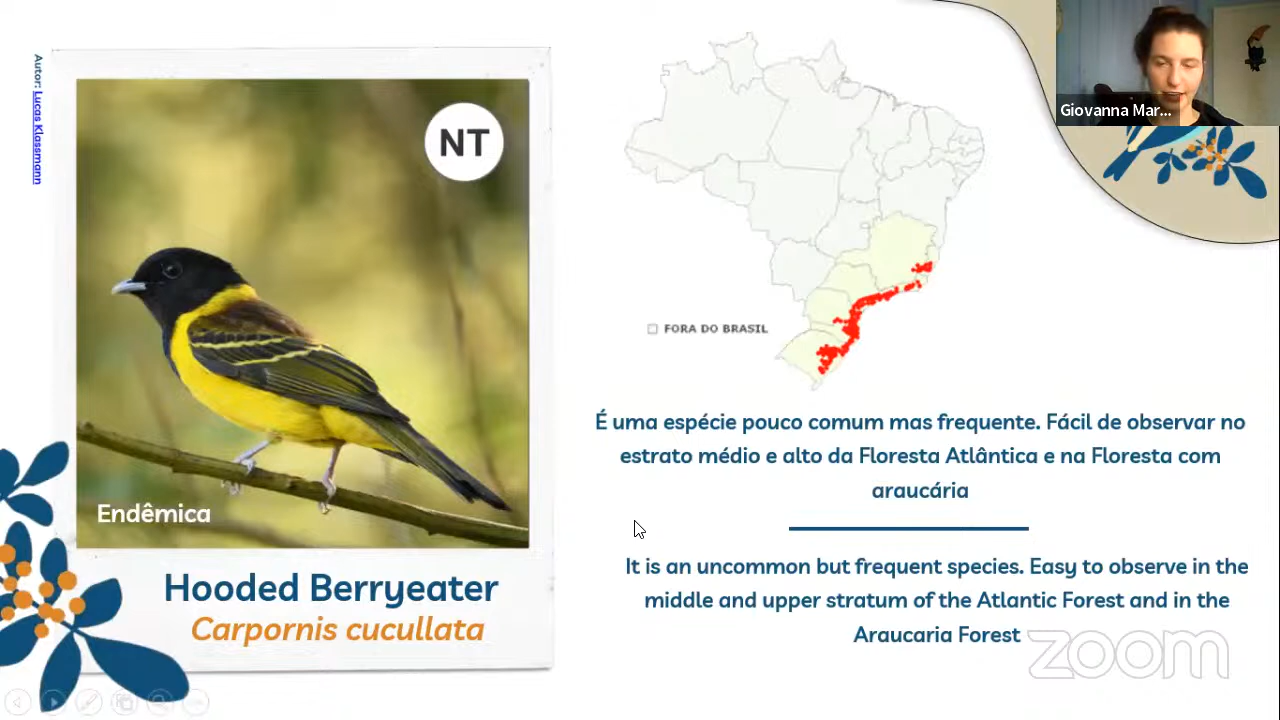 Autor: Lucas Klassmann
NT
Endêmica
Hooded Berryeater
Carpornis cucullata
FORA DO BRASIL
É uma espécie pouco comum mas frequente. Fácil de observar no
estrato médio e alto da Floresta Atlântica e na Floresta com
araucária
It is an uncommon but frequent species. Easy to observe in the
middle and upper stratum of the Atlantic Forest and in the
Araucaria Forest
Giovanna Mar...
zoom